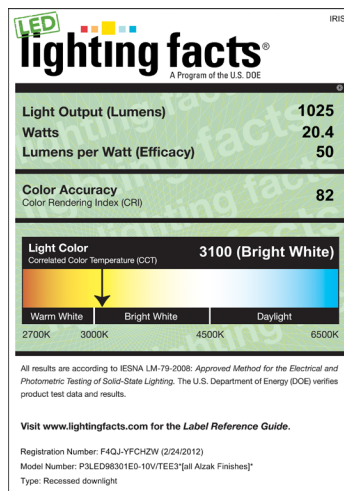 LED
IRIS
lighting facts®
A Program of the U.S. DOE
Light Output (Lumens) 1025
Watts 20.4
Lumens per Watt (Efficacy) 50
Color Accuracy
Color Rendering Index (CRI) 82
Light Color
Correlated Color Temperature (CCT) 3100 (Bright White)
Warm White Bright White Daylight
2700K 3000K 4500K 6500K
All results are according to IESNA LM-79-2008: Approved Method for the Electrical and
Photometric Testing of Solid-State Lighting. The U.S. Department of Energy (DOE) verifies
product test data and results.
Visit www.lightingfacts.com for the Label Reference Guide.
Registration Number: F4QJ-YFCHZW (2/24/2012)
Model Number: P3LED98301E0-10V/TEE3*[all Alzak Finishes]*
Type: Recessed downlight